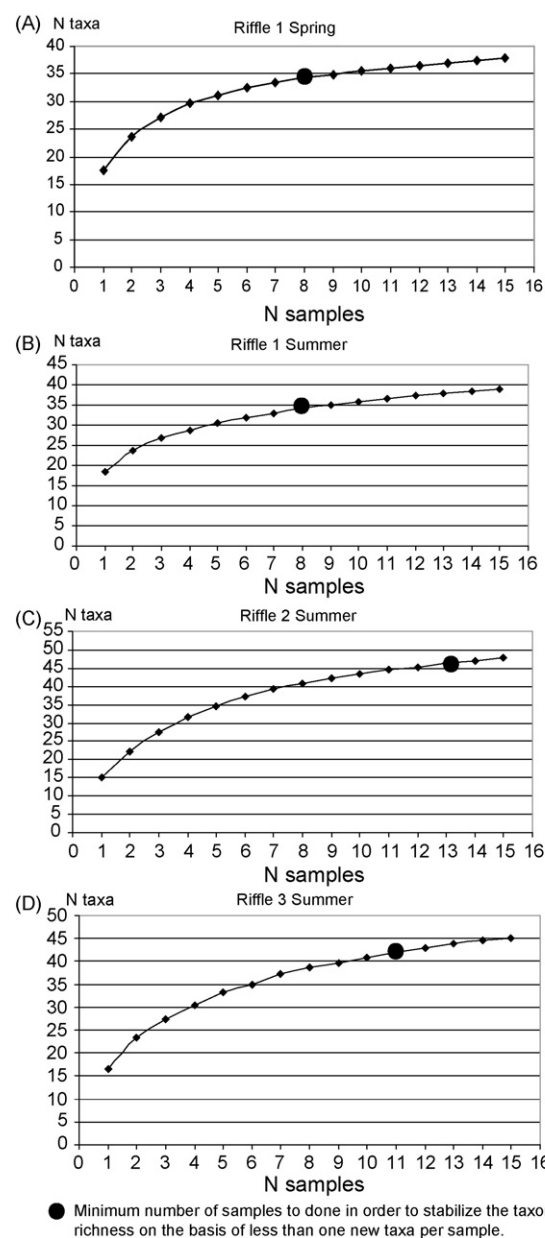 (A) N taxa
Riffle 1 Spring
40
35
30
25
20
15
10
5
0
0 1 2 3 4 5 6 7 8 9 10 11 12 13 14 15 16
N samples
(B) N taxa
Riffle 1 Summer
45
40
35
30
25
20
15
10
5
0
0 1 2 3 4 5 6 7 8 9 10 11 12 13 14 15 16
N samples
(C) N taxa
Riffle 2 Summer
55
50
45
40
35
30
25
20
15
10
5
0
0 1 2 3 4 5 6 7 8 9 10 11 12 13 14 15 16
N samples
(D) N taxa
Riffle 3 Summer
50
45
40
35
30
25
20
15
10
5
0
0 1 2 3 4 5 6 7 8 9 10 11 12 13 14 15 16
N samples
Minimum number of samples to done in order to stabilize the taxo
richness on the basis of less than one new taxa per sample.